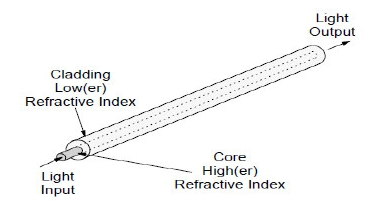 Light
Output
Cladding
Low(er)
Refractive Index
Core
High(er)
Refractive Index
Light
Input